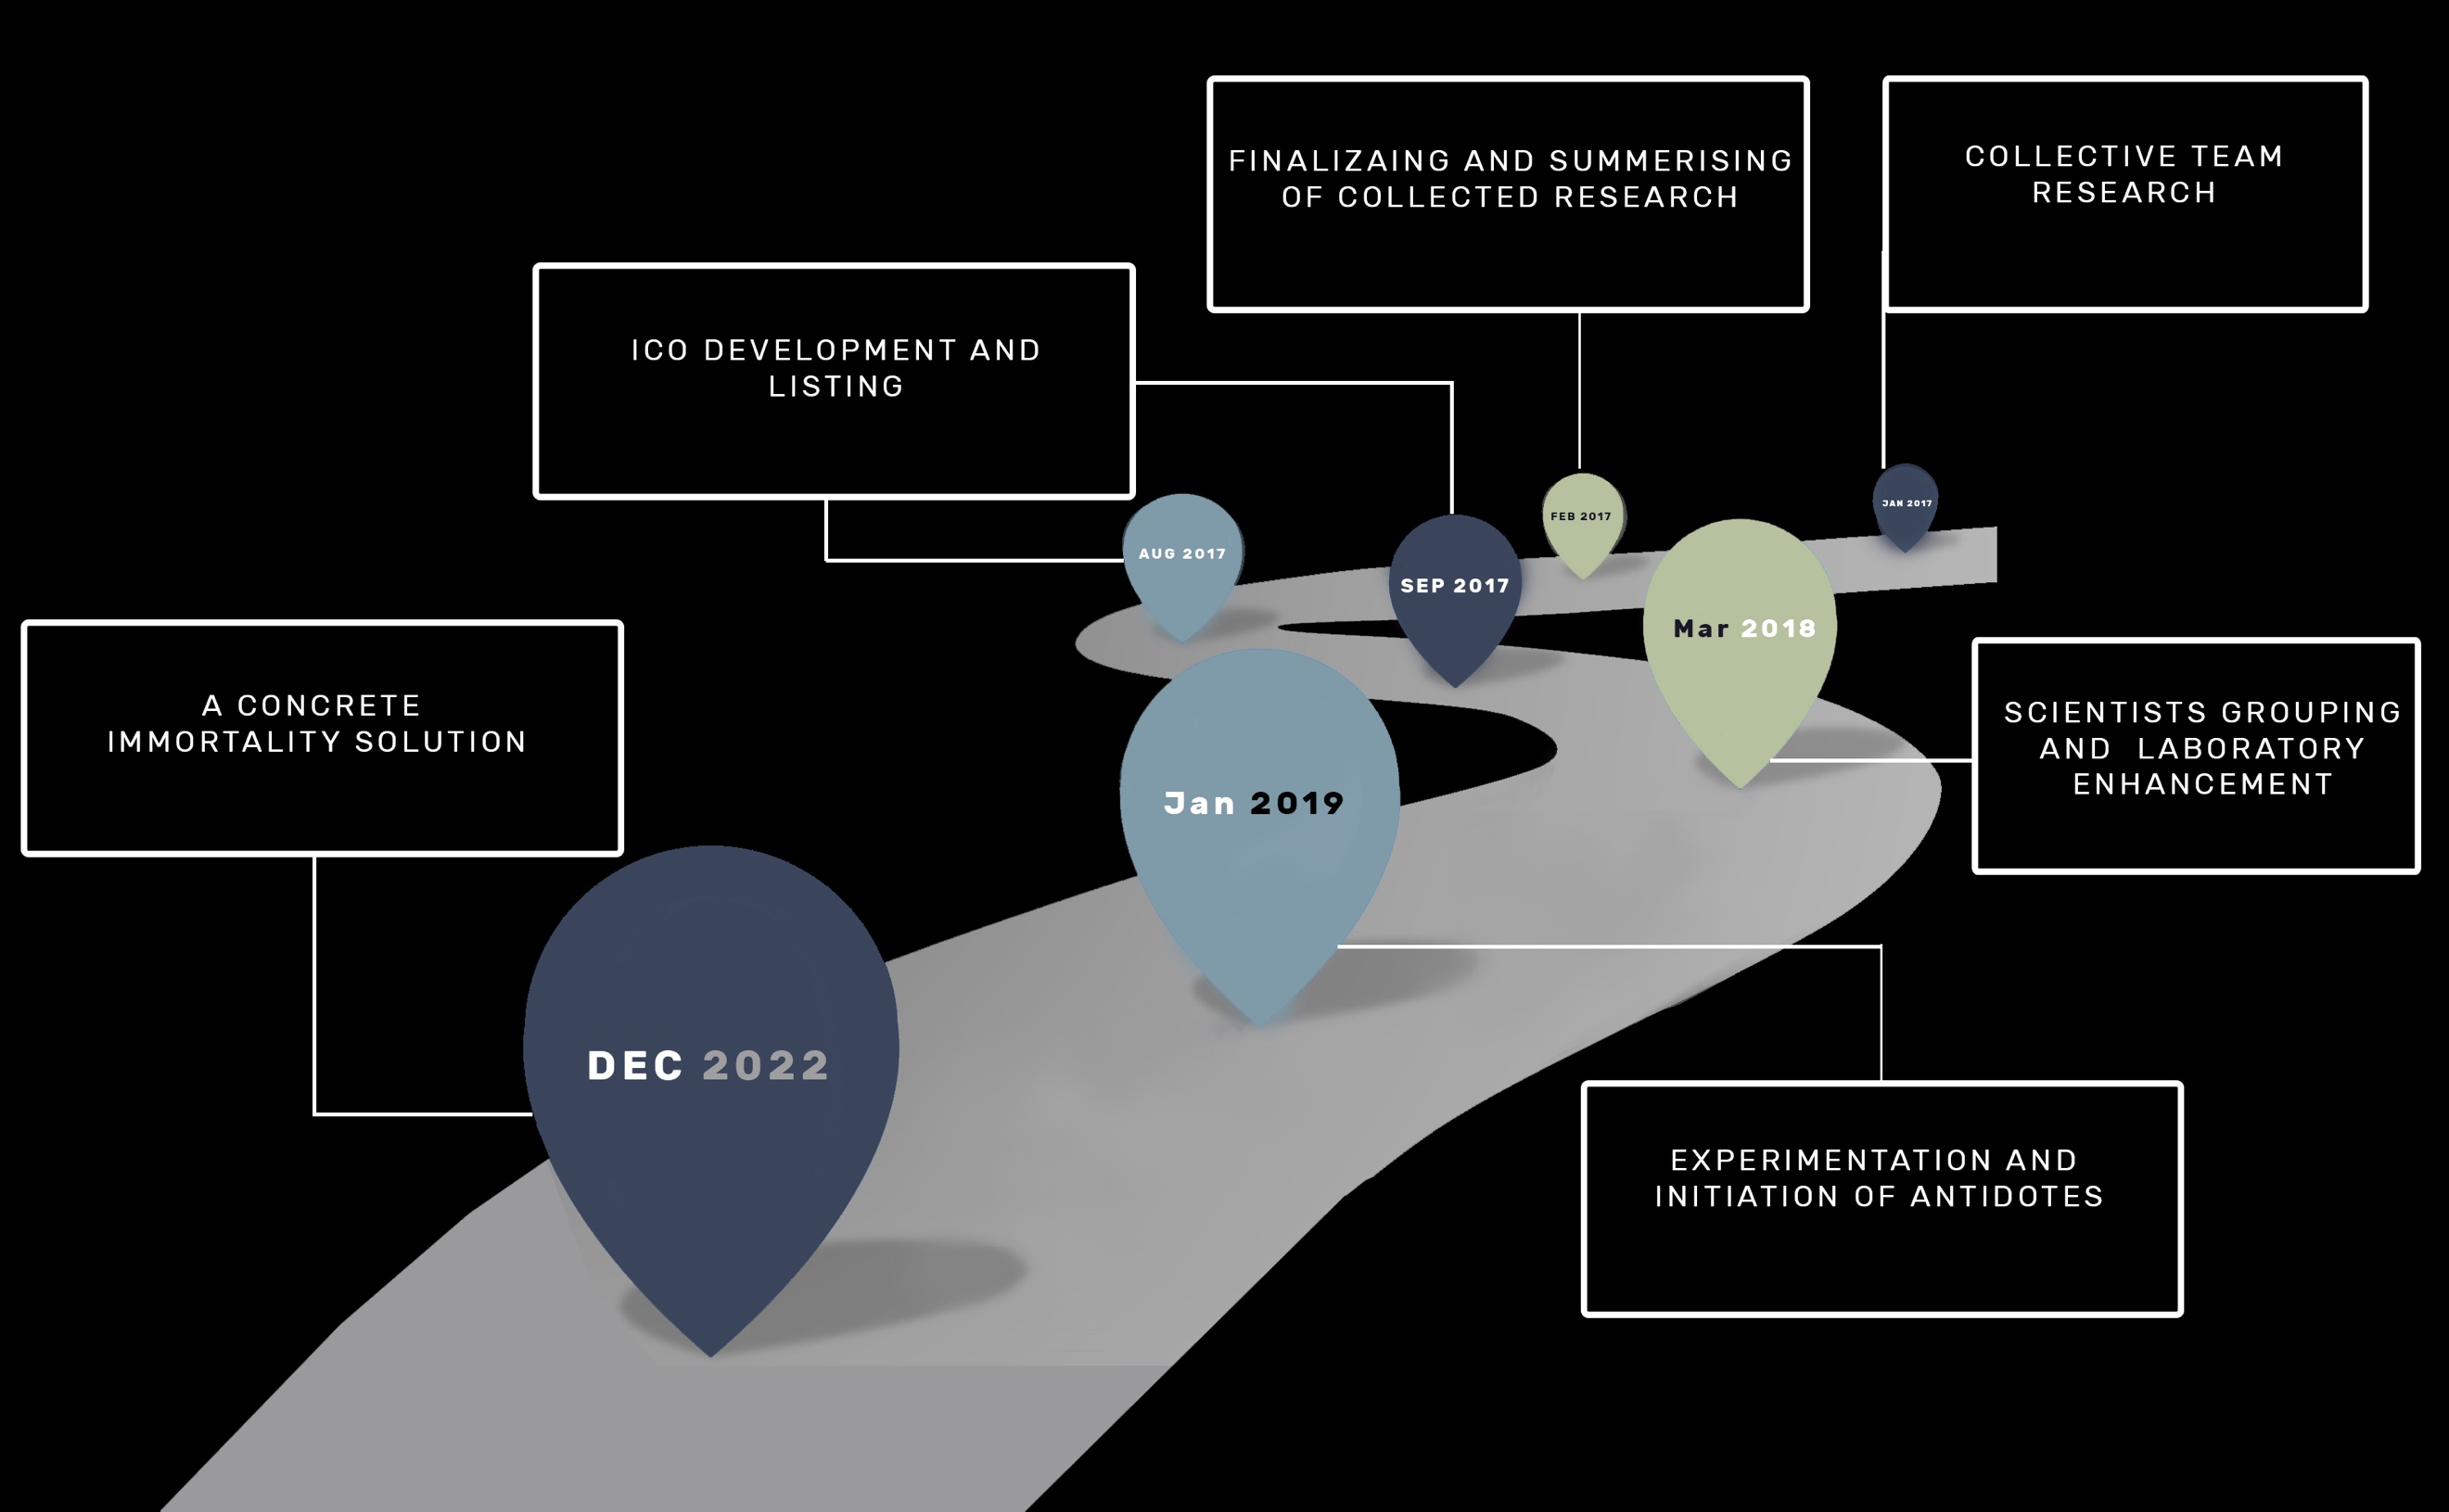 FINALIZAING AND SUMMERISING
OF COLLECTED RESEARCH
COLLECTIVE TEAM
RESEARCH
ICO DEVELOPMENT AND
LISTING
JAN 2017
FEB 2017
AUG 2017
SEP 2017
Mar 2018
A CONCRETE
IMMORTALITY SOLUTION
SCIENTISTS GROUPING
AND LABORATORY
ENHANCEMENT
Jan 2019
DEC 2022
EXPERIMENTATION AND
INITIATION OF ANTIDOTES